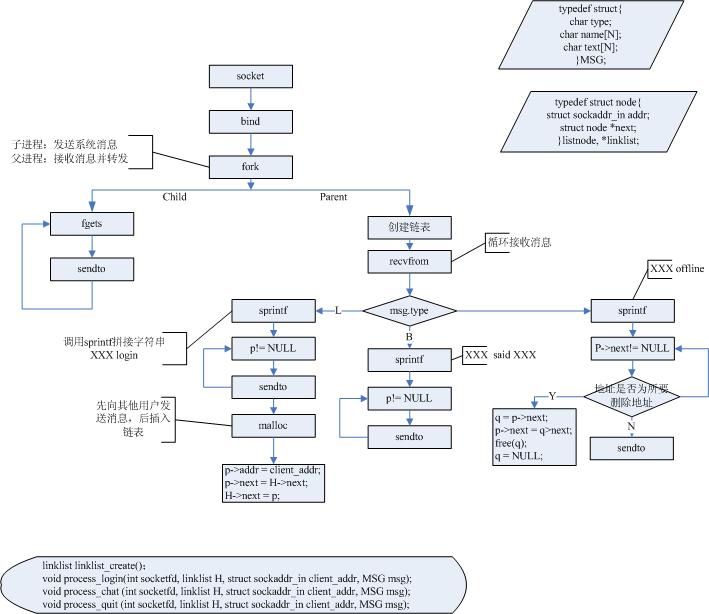 typedef struct{
char type;
char name[N];
char text[N];
}MSG;
typedef struct node{
struct sockaddr_in addr;
struct node *next;
}listnode, *linklist;
socket
bind
子进程：发送系统消息
父进程：接收消息并转发
fork
Child
Parent
fgets
sendto
创建链表
recvfrom
循环接收消息
msg.type
L
B
XXX offline
sprintf
调用sprintf拼接字符串
XXX login
p!= NULL
sendto
先向其他用户发
送消息，后插入
链表
malloc
p->addr = client_addr;
p->next = H->next;
H->next = p;
sprintf
XXX  said XXX
p!= NULL
sendto
sprintf
P->next!= NULL
地址是否为所要
删除地址
Y
N
q = p->next;
p->next = q>next;
free(q);
q = NULL;
sendto
linklist linklist_create();
void process_login(int socketfd, linklist H, struct sockaddr_in client_addr, MSG msg);
void process_chat (int socketfd, linklist H, struct sockaddr_in client_addr, MSG msg);
void process_quit (int socketfd, linklist H, struct sockaddr_in client_addr, MSG msg);